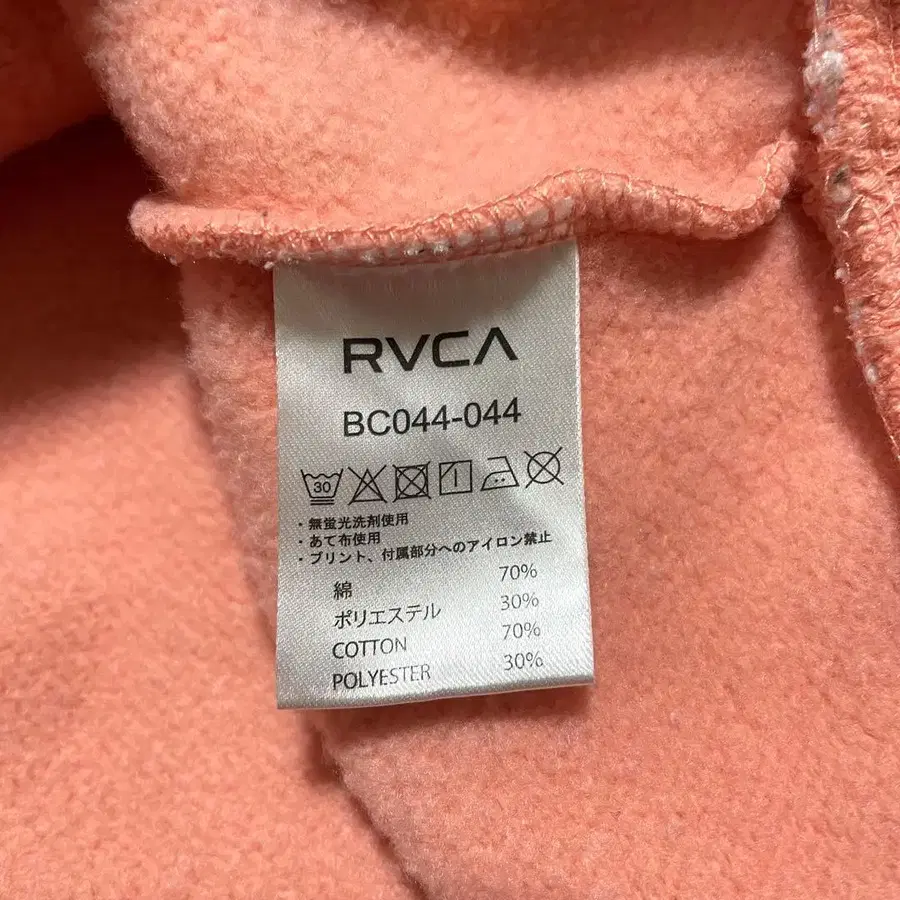 RVCA
BC044-044
30
・無蛍光洗剤使用
・あて布使用
・プリント、付属部分へのアイロン禁止
綿 70%
ポリエステル 30%
COTTON 70%
POLYESTER 30%